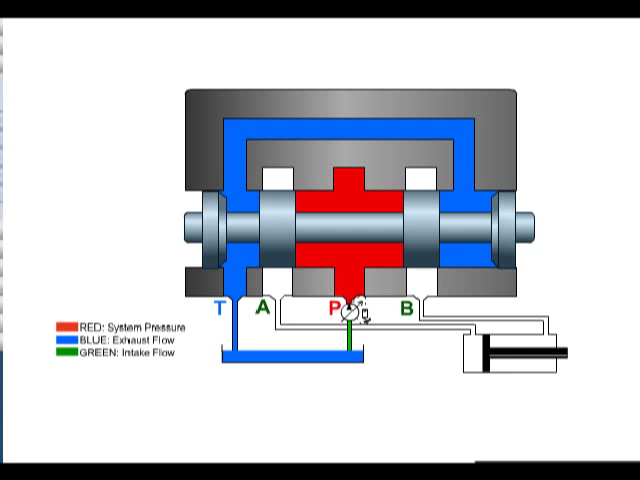 T A P B
RED: System Pressure
BLUE: Exhaust Flow
GREEN: Intake Flow